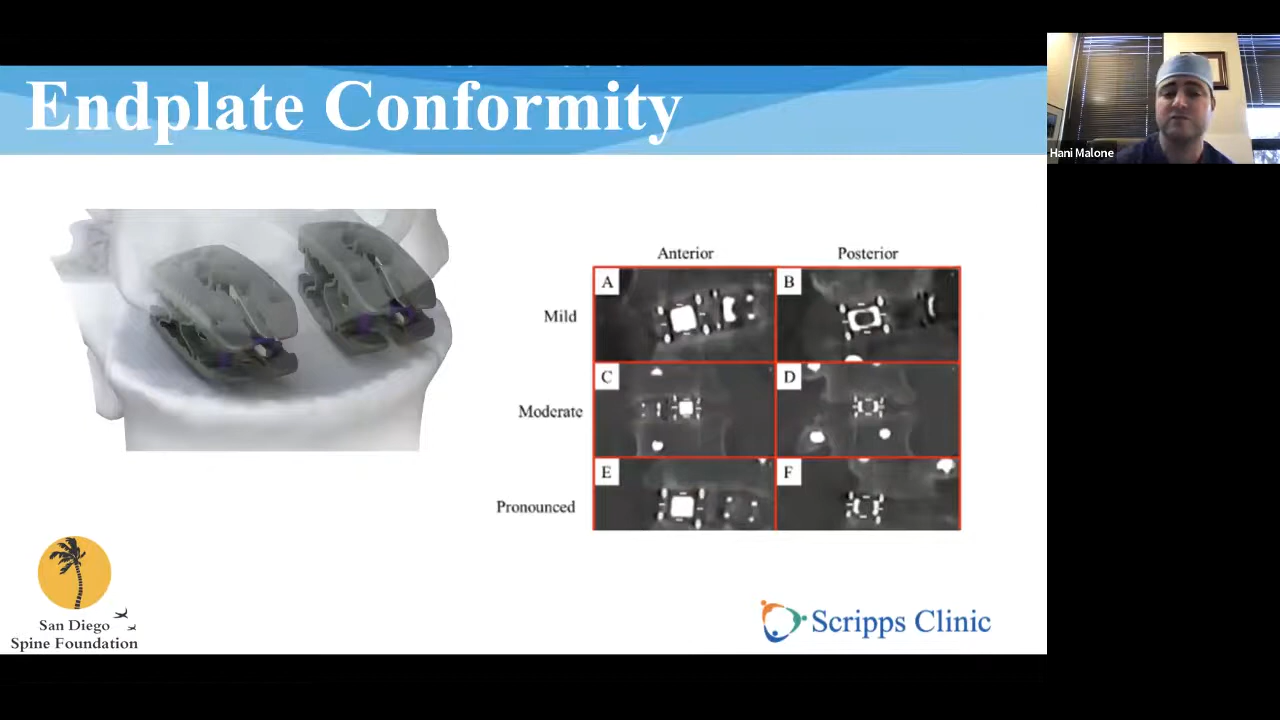 Endplate Conformity
Hani Malone
Anterior Posterior
A B
Mild
C D
Moderate
E F
Pronounced
San Diego
Spine Foundation
Scripps Clinic